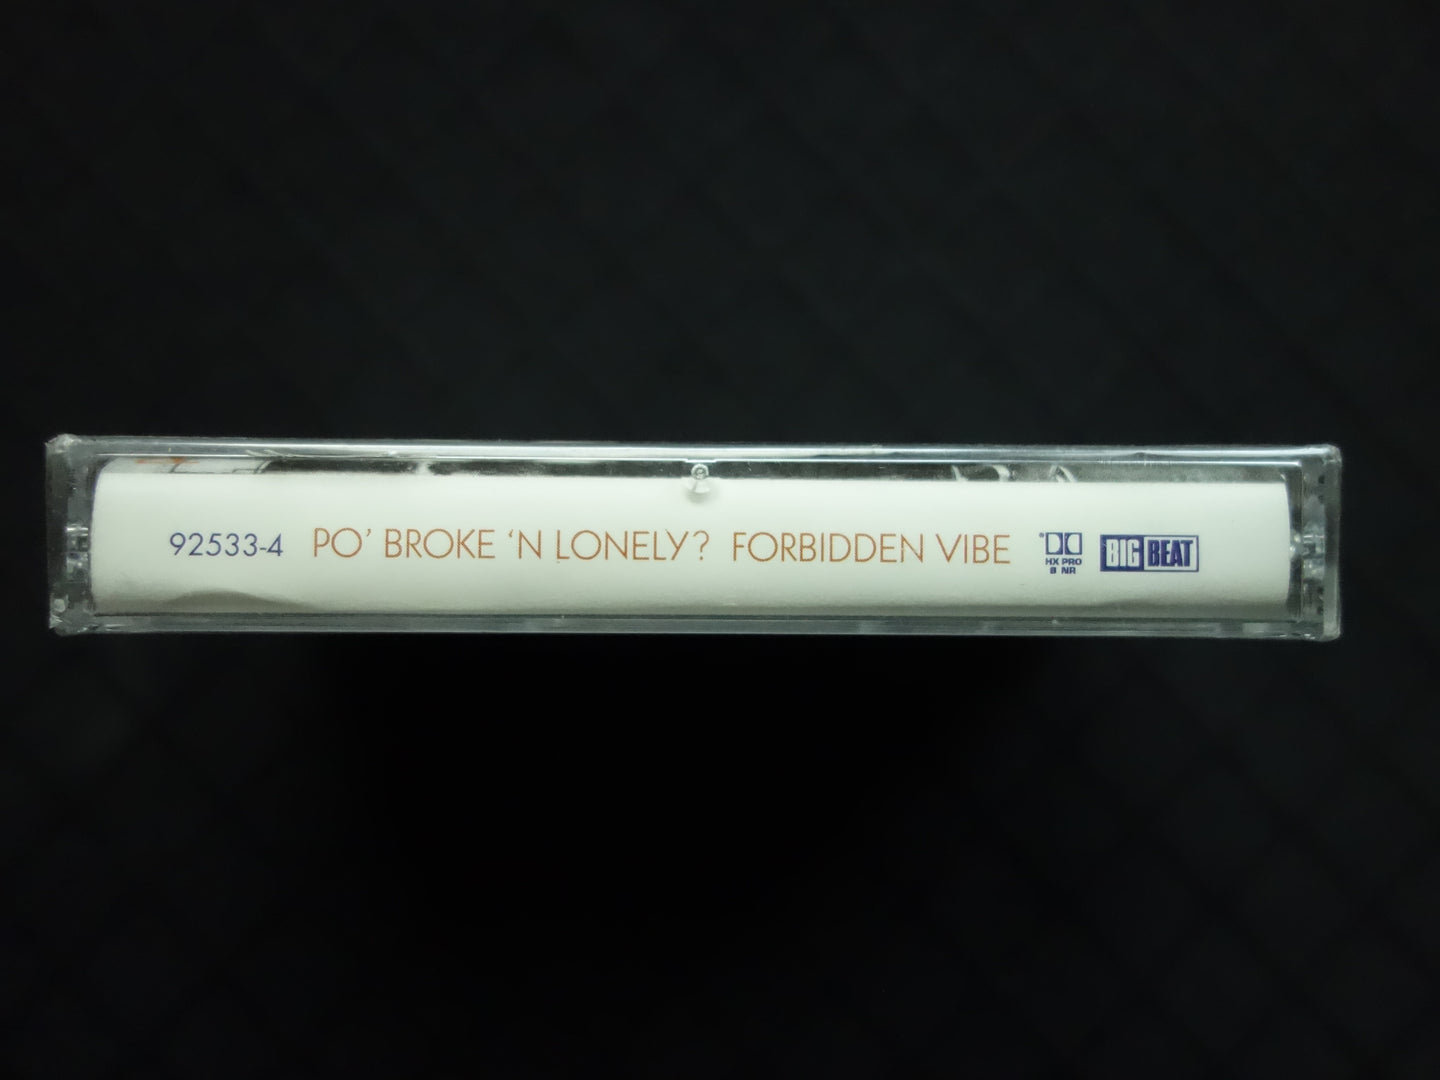 92533-4 PO' BROKE 'N LONELY? FORBIDDEN VIBE
HX PRO
B NR
BIG BEAT